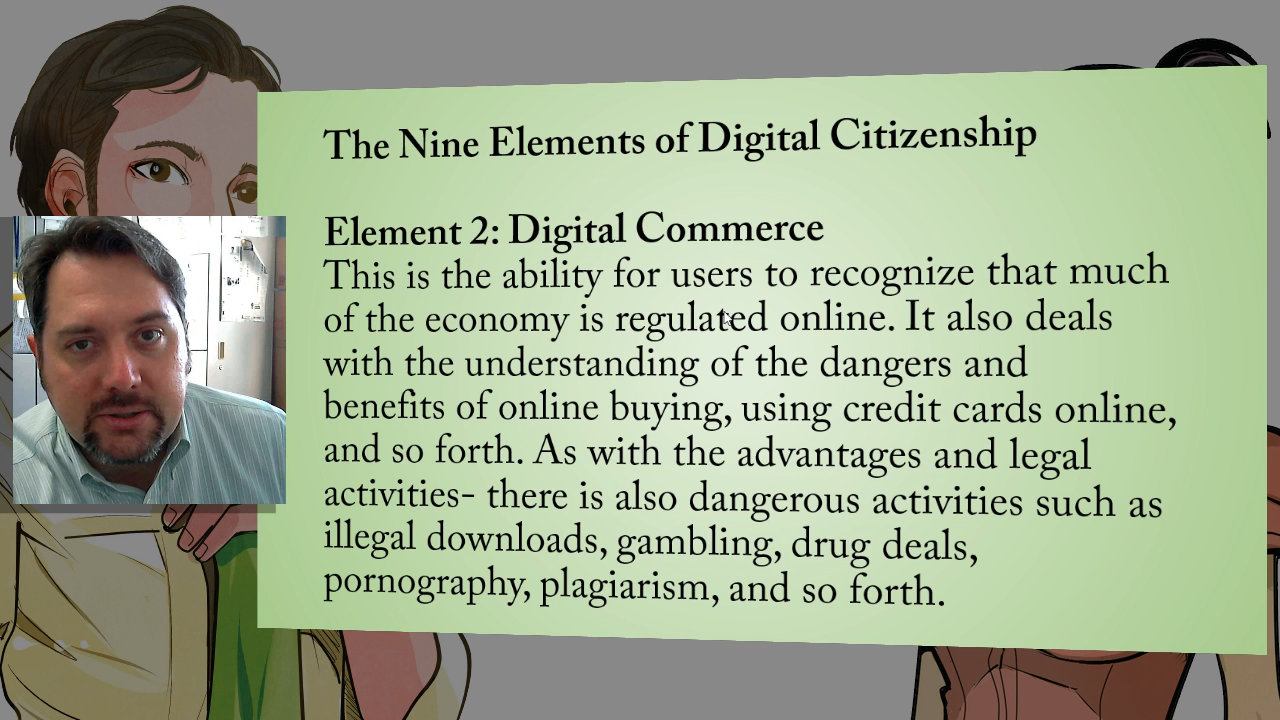 The Nine Elements of Digital Citizenship
Element 2: Digital Commerce
This is the ability for users to recognize that much
of the economy is regulated online. It also deals
with the understanding of the dangers and
benefits of online buying, using credit cards online,
and so forth. As with the advantages and legal
activities- there is also dangerous activities such as
illegal downloads, gambling, drug deals,
pornography, plagiarism, and so forth.